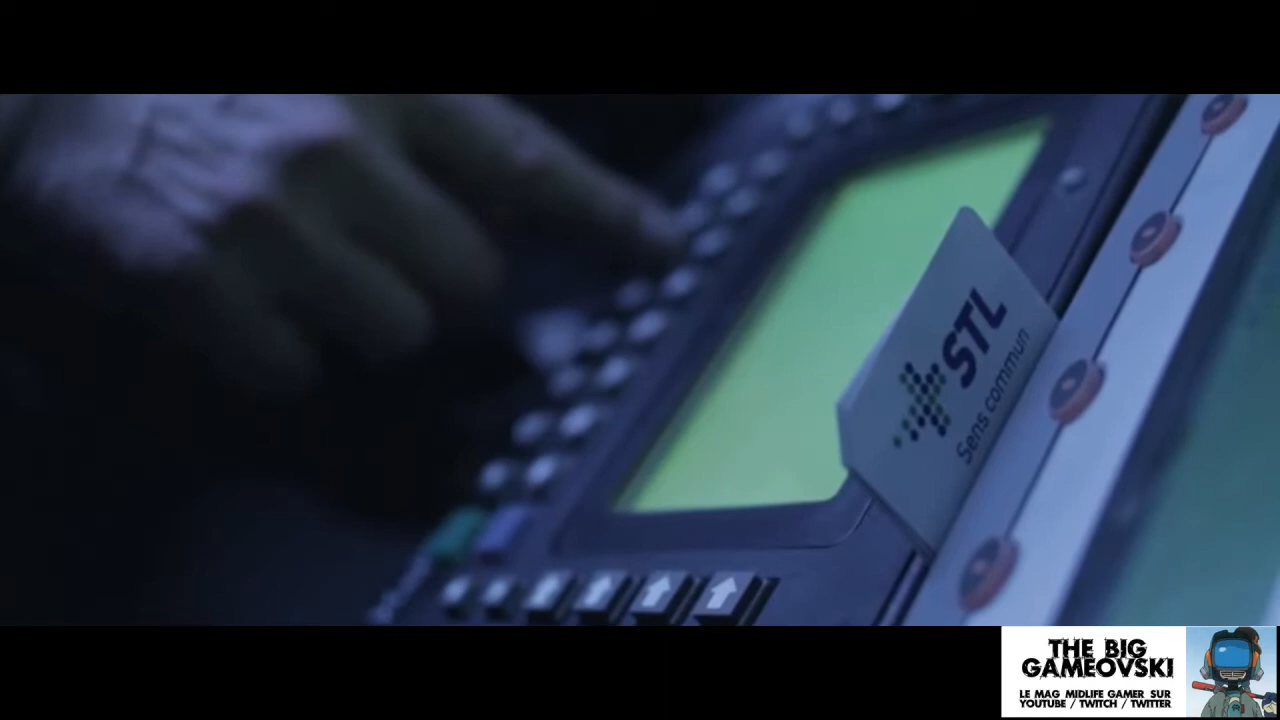 STL
Sens commun
THE BIG
GAMEOVSKI
LE MAG MIDLIFE GAMER SUR
YOUTUBE / TWITCH / TWITTER